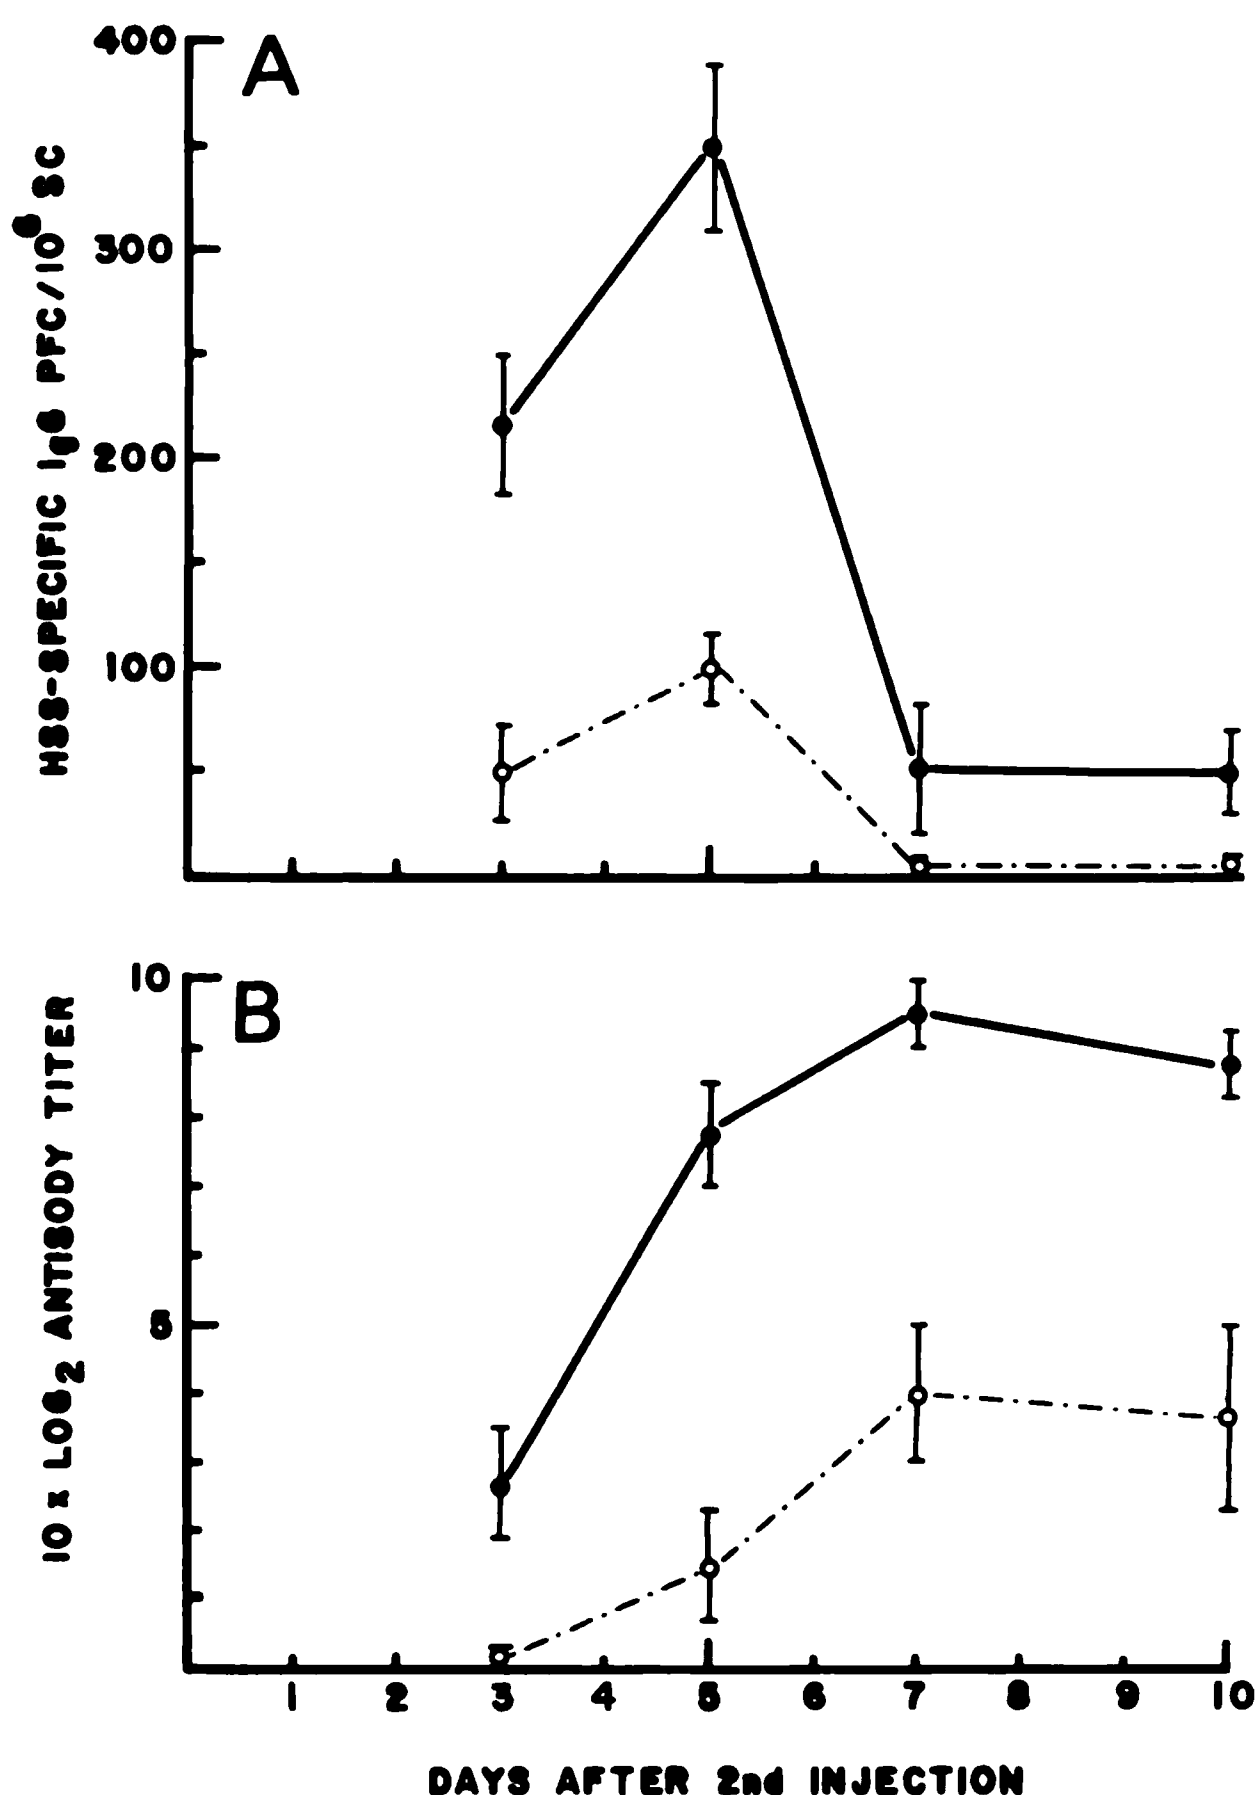 A
400
300
200
100
HSS-SPECIFIC IgG PFC/10⁶ SC
B
10
5
10 x LOG₂ ANTIBODY TITER
1 2 3 4 5 6 7 8 9 10
DAYS AFTER 2nd INJECTION